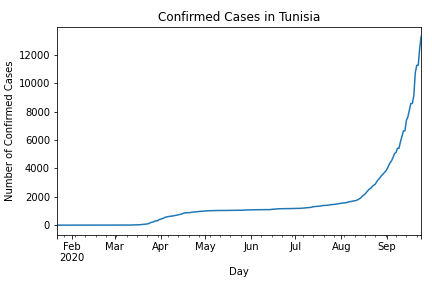 Confirmed Cases in Tunisia
Number of Confirmed Cases
12000
10000
8000
6000
4000
2000
0
Feb Mar Apr May Jun Jul Aug Sep
2020
Day